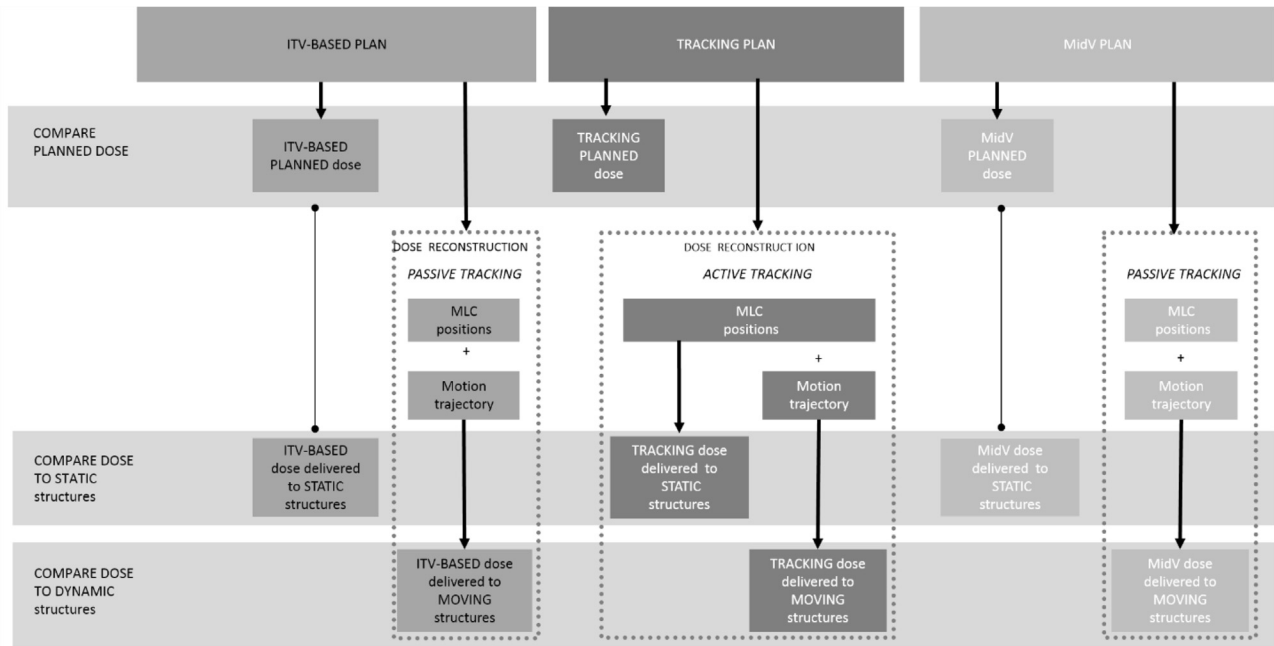 ITV-BASED PLAN
TRACKING PLAN
MidV PLAN
COMPARE
PLANNED DOSE
ITV-BASED
PLANNED dose
TRACKING
PLANNED
dose
MidV
PLANNED
dose
DOSE RECONSTRUCTION
PASSIVE TRACKING
MLC
positions
+
Motion
trajectory
DOSE RECONSTRUCT ION
ACTIVE TRACKING
MLC
positions
+
Motion
trajectory
PASSIVE TRACKING
MLC
positions
+
Motion
trajectory
COMPARE DOSE
TO STATIC
structures
ITV-BASED
dose delivered
to STATIC
structures
TRACKING dose
delivered to
STATIC
structures
MidV dose
delivered to
STATIC
structures
COMPARE DOSE
TO DYNAMIC
structures
ITV-BASED dose
delivered to
MOVING
structures
TRACKING dose
delivered to
MOVING
structures
MidV dose
delivered to
MOVING
structures